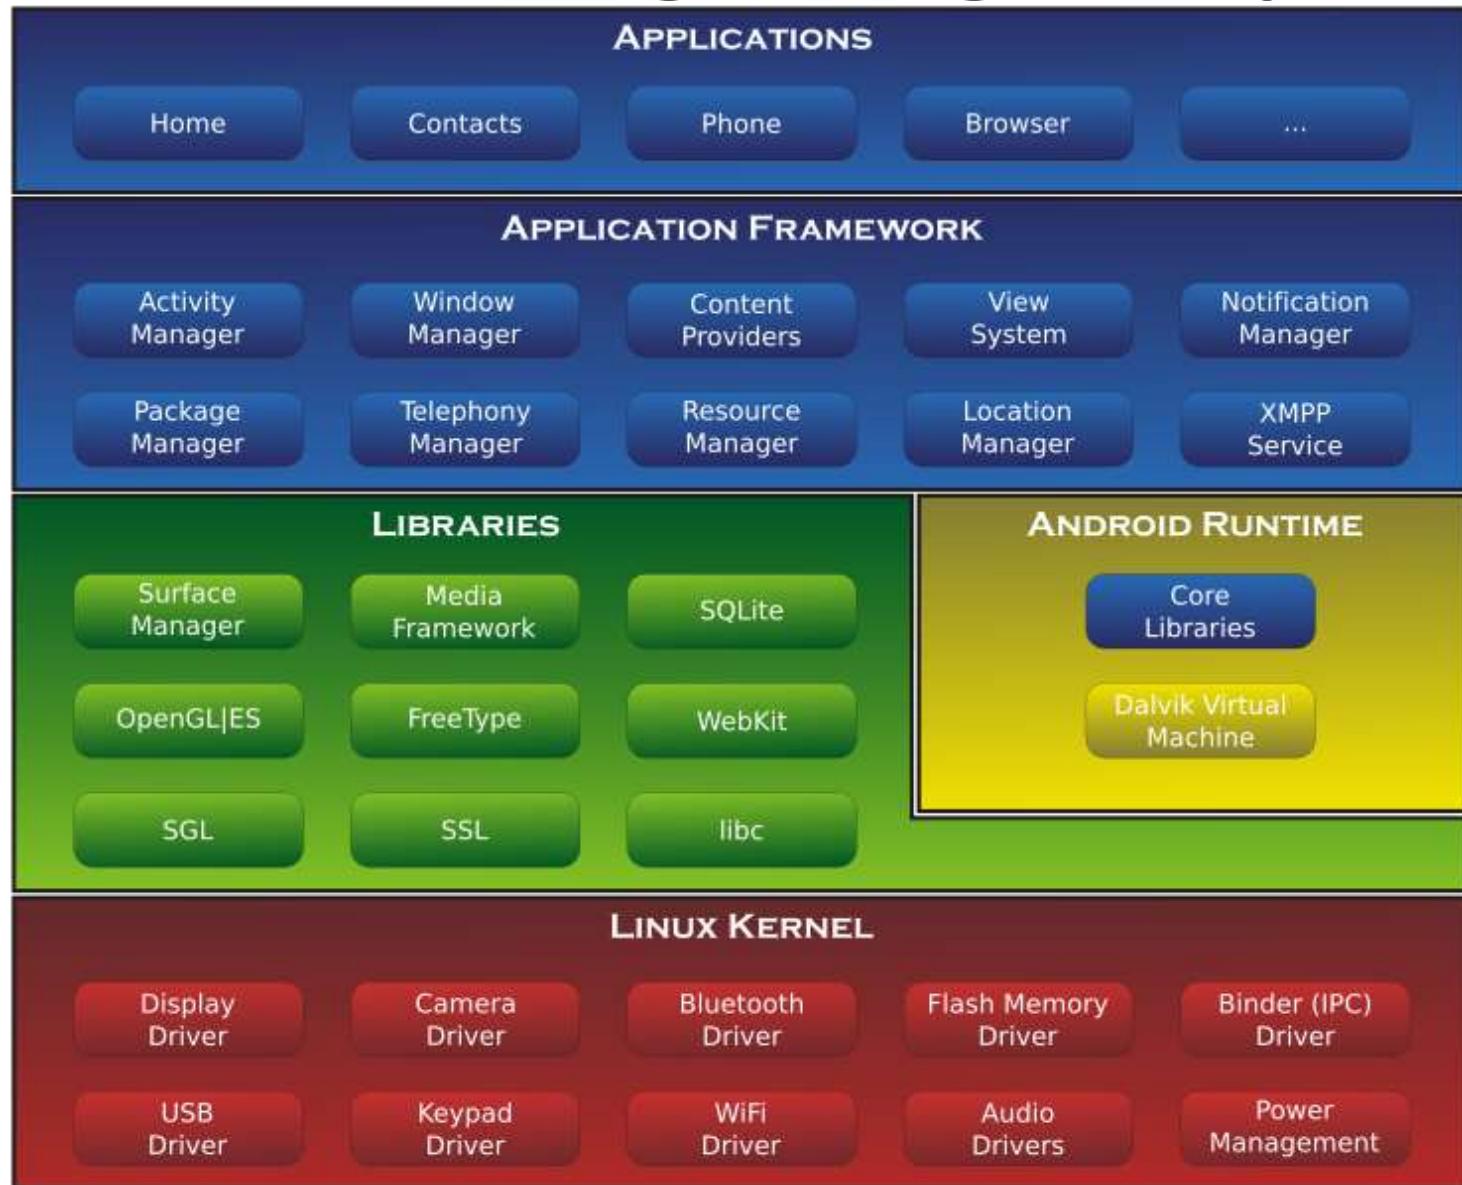 APPLICATIONS
Home
Contacts
Phone
Browser
...
APPLICATION FRAMEWORK
Activity
Manager
Window
Manager
Content
Providers
View
System
Notification
Manager
Package
Manager
Telephony
Manager
Resource
Manager
Location
Manager
XMPP
Service
LIBRARIES
Surface
Manager
Media
Framework
SQLite
OpenGL|ES
FreeType
WebKit
SGL
SSL
libc
ANDROID RUNTIME
Core
Libraries
Dalvik Virtual
Machine
LINUX KERNEL
Display
Driver
Camera
Driver
Bluetooth
Driver
Flash Memory
Driver
Binder (IPC)
Driver
USB
Driver
Keypad
Driver
WiFi
Driver
Audio
Drivers
Power
Management